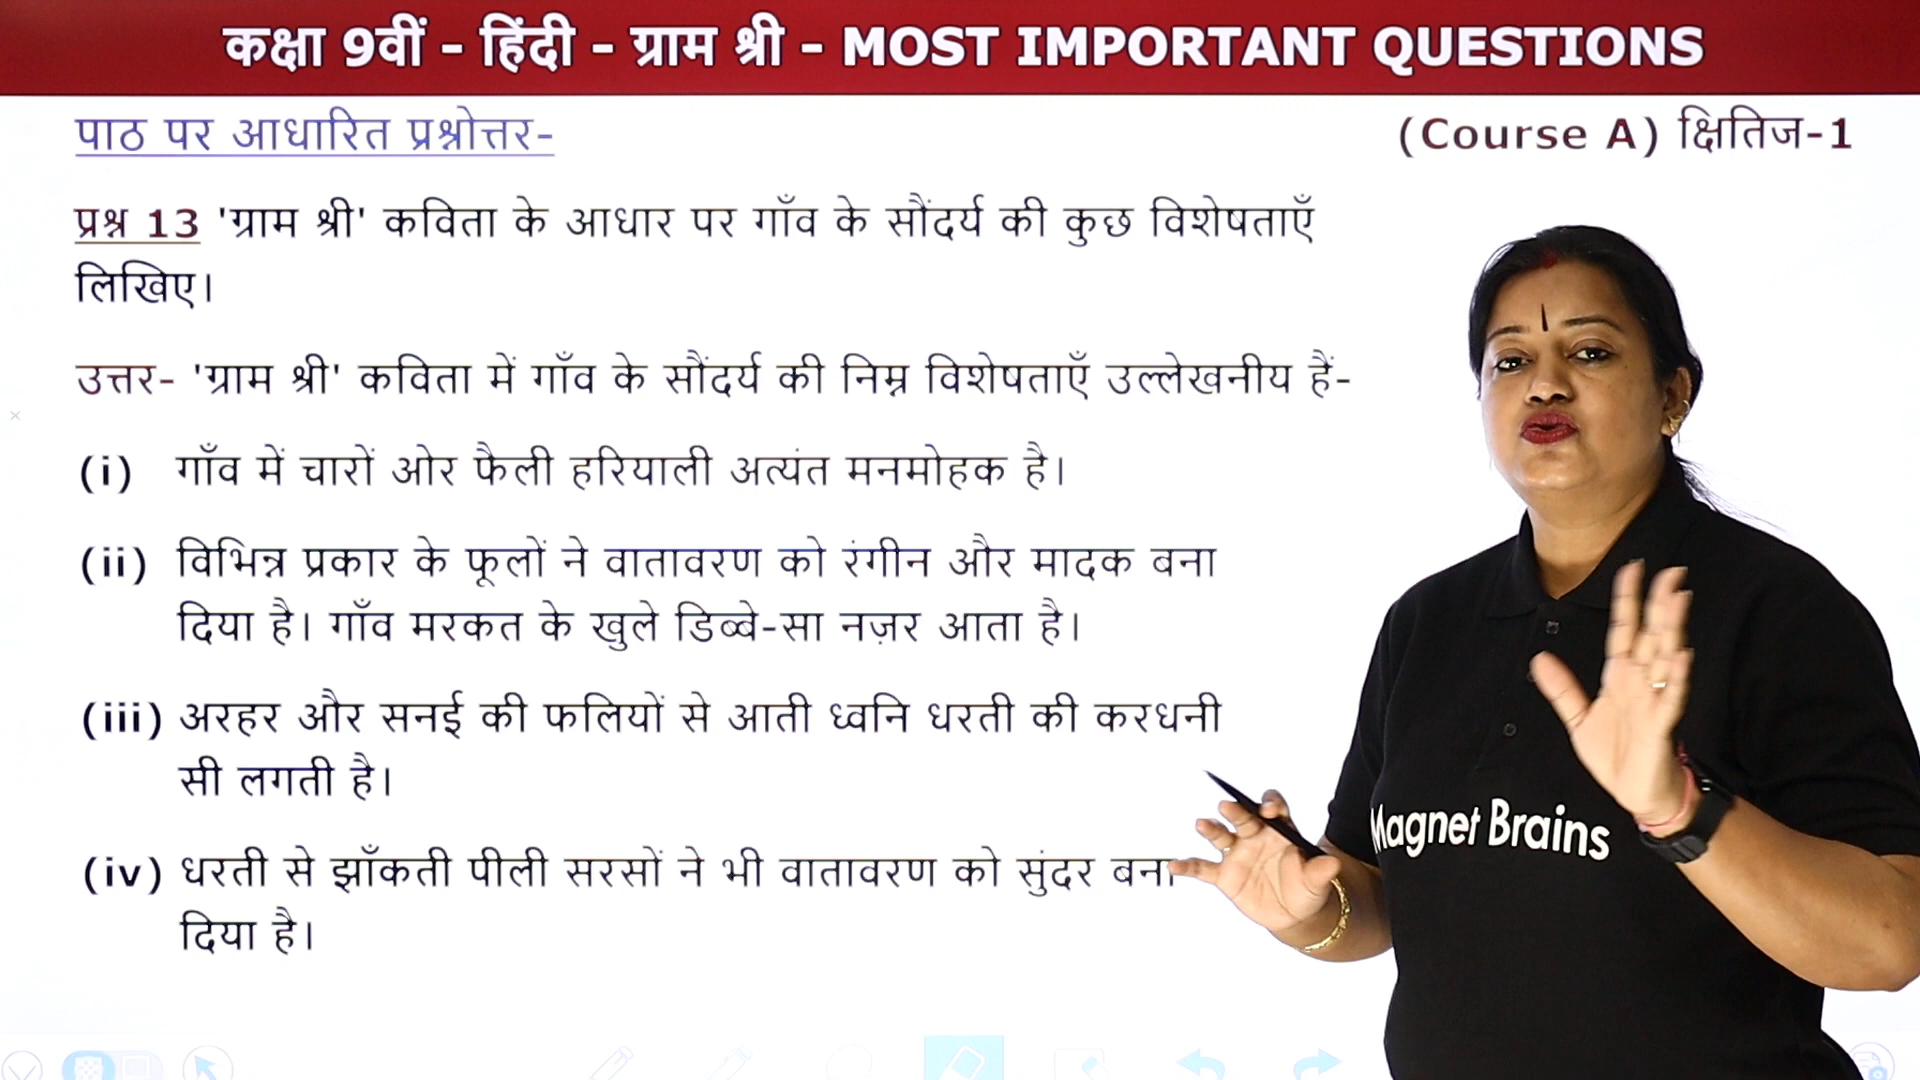 कक्षा 9वीं - हिंदी - ग्राम श्री - MOST IMPORTANT QUESTIONS
पाठ पर आधारित प्रश्नोत्तर-
(Course A) क्षितिज-1
प्रश्न 13 'ग्राम श्री' कविता के आधार पर गाँव के सौंदर्य की कुछ विशेषताएँ
लिखिए।
उत्तर- 'ग्राम श्री' कविता में गाँव के सौंदर्य की निम्न विशेषताएँ उल्लेखनीय हैं-
(i) गाँव में चारों ओर फैली हरियाली अत्यंत मनमोहक है।
(ii) विभिन्न प्रकार के फूलों ने वातावरण को रंगीन और मादक बना
दिया है। गाँव मरकत के खुले डिब्बे-सा नज़र आता है।
(iii) अरहर और सनई की फलियों से आती ध्वनि धरती की करधनी
सी लगती है।
(iv) धरती से झाँकती पीली सरसों ने भी वातावरण को सुंदर बना
दिया है।
Magnet Brains